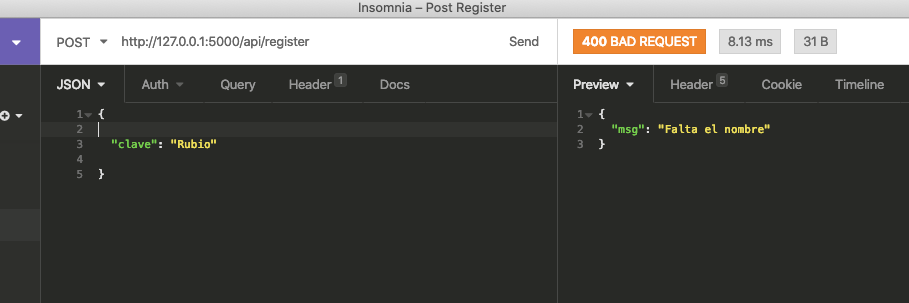 Insomnia – Post Register
POST http://127.0.0.1:5000/api/register Send 400 BAD REQUEST 8.13 ms 31 B
JSON Auth Query Header 1 Docs Preview Header 5 Cookie Timeline
1 {
2
3 "clave": "Rubio"
4
5 }
1 {
2 "msg": "Falta el nombre"
3 }